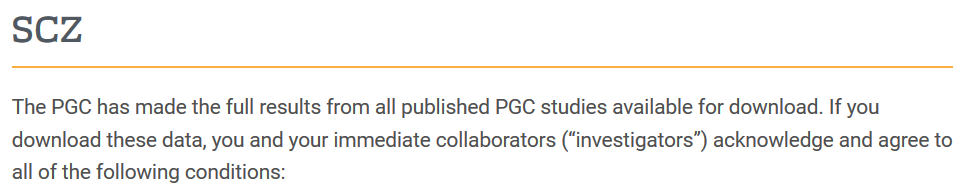 SCZ
The PGC has made the full results from all published PGC studies available for download. If you
download these data, you and your immediate collaborators (“investigators”) acknowledge and agree to
all of the following conditions: